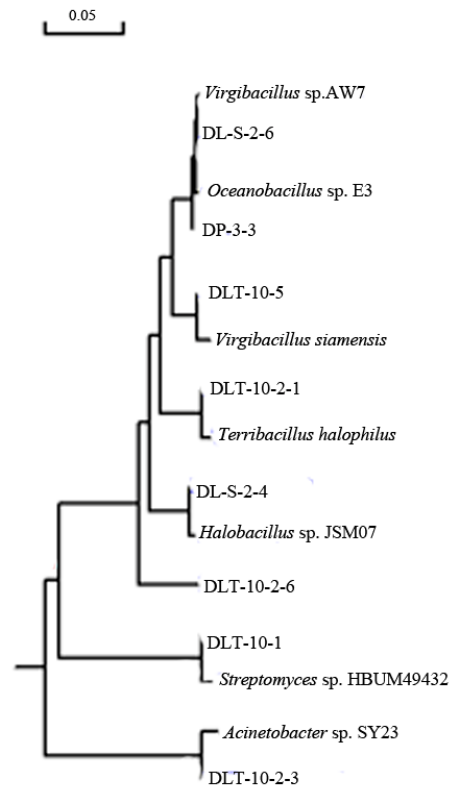 0.05
Virgibacillus sp.AW7
DL-S-2-6
Oceanobacillus sp. E3
DP-3-3
DLT-10-5
Virgibacillus siamensis
DLT-10-2-1
Terribacillus halophilus
DL-S-2-4
Halobacillus sp. JSM07
DLT-10-2-6
DLT-10-1
Streptomyces sp. HBUM49432
Acinetobacter sp. SY23
DLT-10-2-3